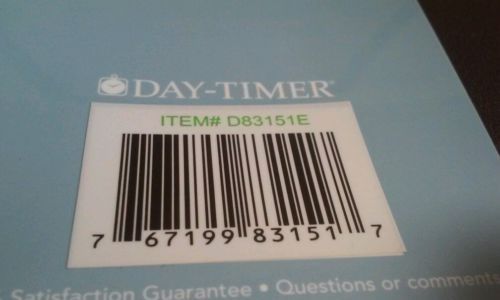 DAY-TIMER®
ITEM# D83151E
7 67199 83151 7
Satisfaction Guarantee • Questions or comments